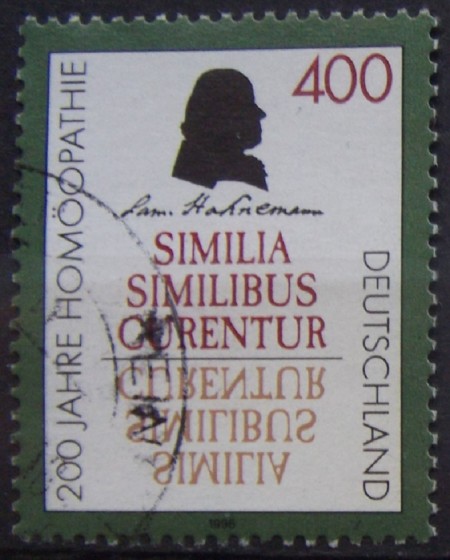 400
200 JAHRE HOMÖOPATHIE
Sam. Hahnemann
SIMILIA
SIMILIBUS
CURENTUR
DEUTSCHLAND
CURENTUR
SIMILIBUS
SIMILIA
1996